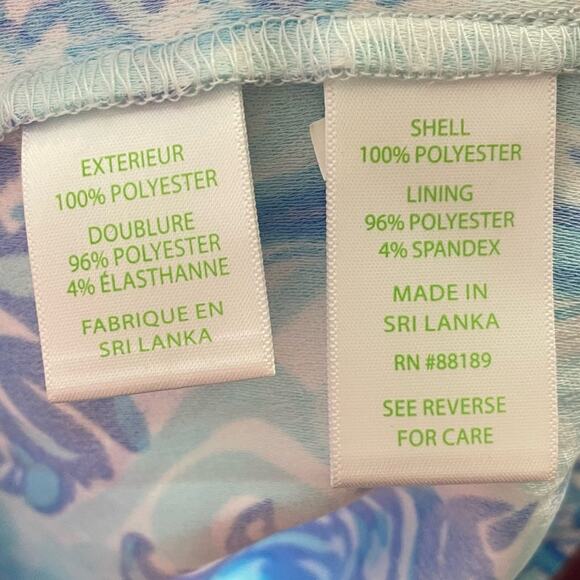 EXTERIEUR
100% POLYESTER
DOUBLURE
96% POLYESTER
4% ÉLASTHANNE
FABRIQUE EN
SRI LANKA
SHELL
100% POLYESTER
LINING
96% POLYESTER
4% SPANDEX
MADE IN
SRI LANKA
RN #88189
SEE REVERSE
FOR CARE